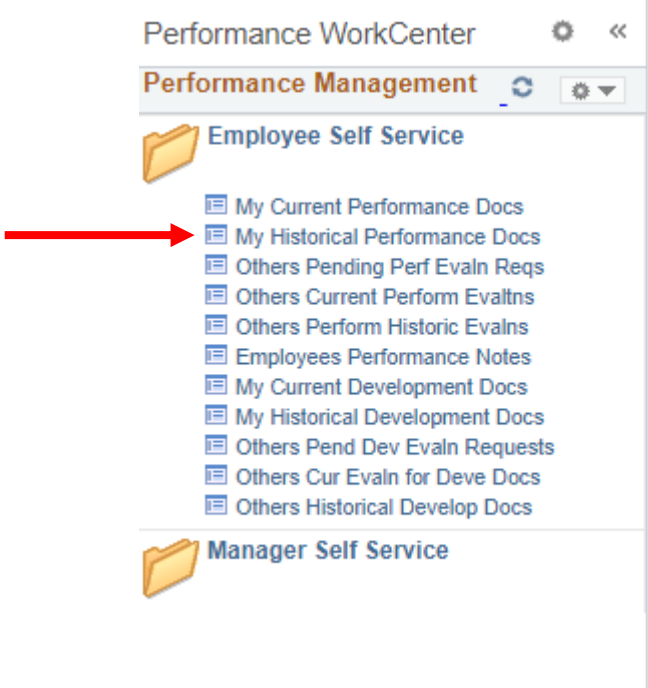 Performance WorkCenter
Performance Management
Employee Self Service
My Current Performance Docs
My Historical Performance Docs
Others Pending Perf Evaln Reqs
Others Current Perform Evaltns
Others Perform Historic Evalns
Employees Performance Notes
My Current Development Docs
My Historical Development Docs
Others Pend Dev Evaln Requests
Others Cur Evaln for Deve Docs
Others Historical Develop Docs
Manager Self Service